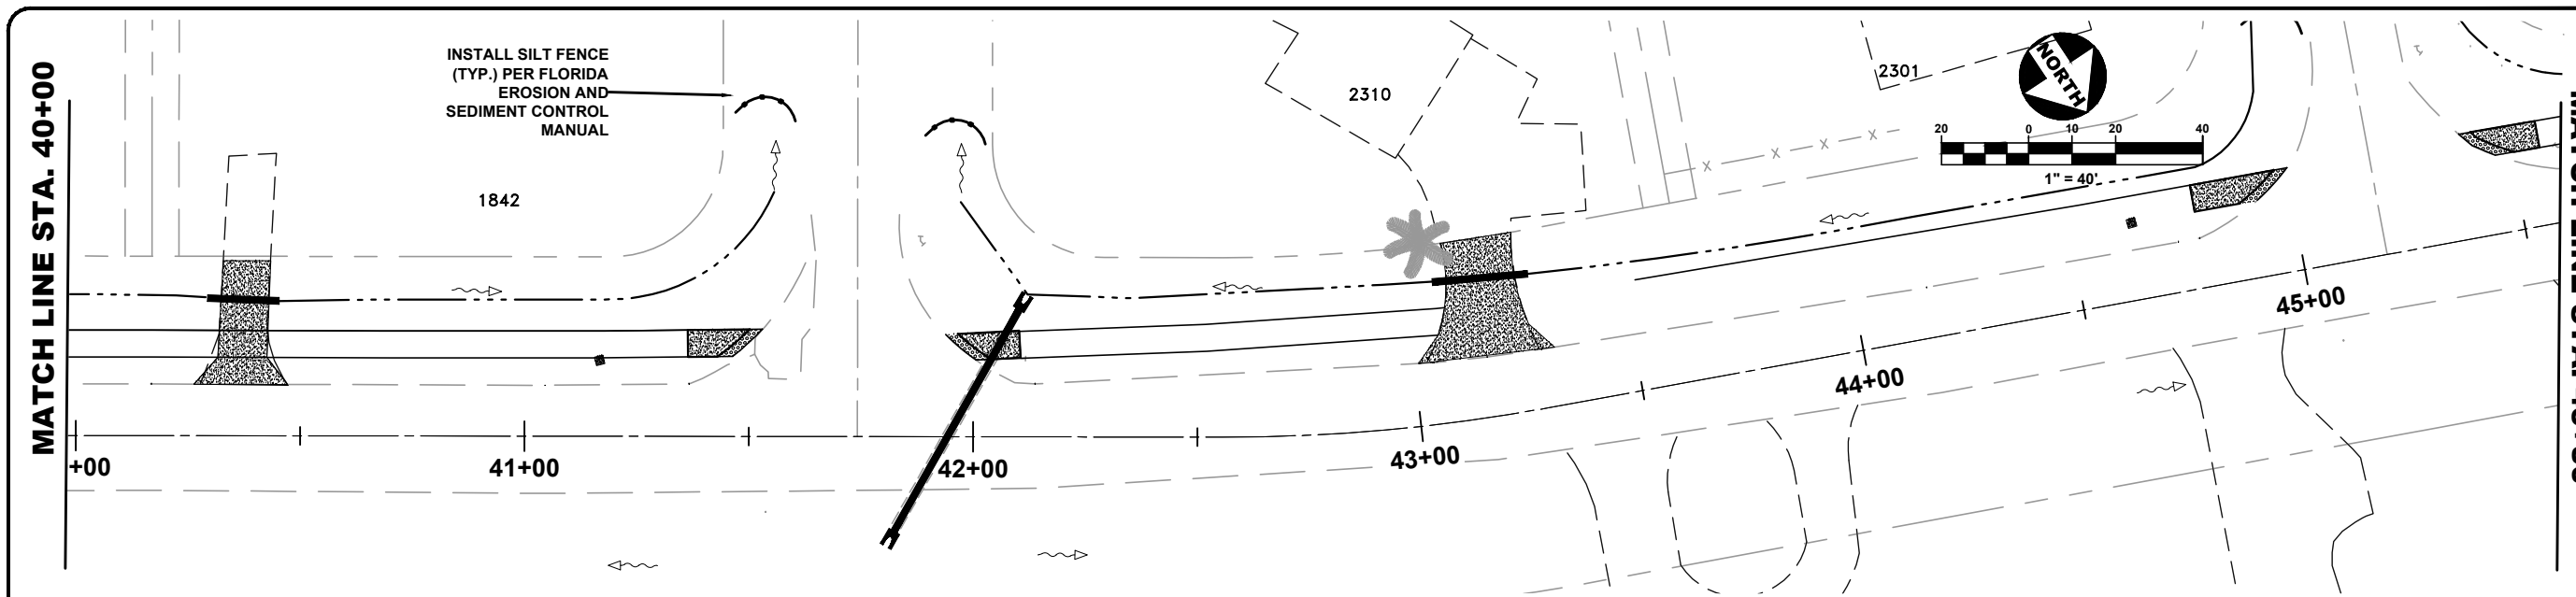 MATCH LINE STA. 40+00
INSTALL SILT FENCE
(TYP.) PER FLORIDA
EROSION AND
SEDIMENT CONTROL
MANUAL
1842
2310
2301
NORTH
20 0 10 20 40
1" = 40'
+00
41+00
42+00
43+00
44+00
45+00